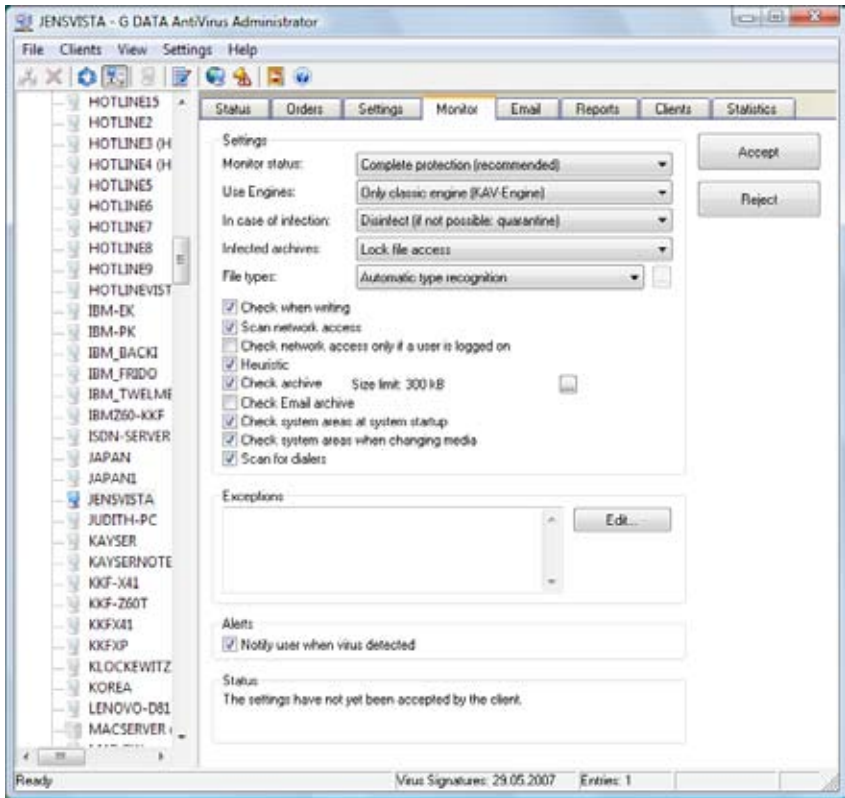 JENSVISTA - G DATA AntiVirus Administrator
File Clients View Settings Help
HOTLINE15
HOTLINE2
HOTLINE3 (H
HOTLINE4 (H
HOTLINE5
HOTLINE6
HOTLINE7
HOTLINE8
HOTLINE9
HOTLINEVIST
IBM-EK
IBM-PK
IBM_BACKI
IBM_FRIDO
IBM_TWELME
IBMZ60-KKF
ISDN-SERVER
JAPAN
JAPAN1
JENSVISTA
JUDITH-PC
KAYSER
KAYSERNOTE
KKF-X41
KKF-Z60T
KKFX41
KKFXP
KLOCKEWITZ
KOREA
LENOVO-D81
MACSERVER
Status Orders Settings Monitor Email Reports Clients Statistics
Settings
Monitor status: Complete protection (recommended)
Use Engines: Only classic engine (KAV-Engine)
In case of infection: Disinfect (if not possible: quarantine)
Infected archives: Lock file access
File types: Automatic type recognition ...
Check when writing
Scan network access
Check network access only if a user is logged on
Heuristic
Check archive Size limit: 300 kB ...
Check Email archive
Check system areas at system startup
Check system areas when changing media
Scan for dialers
Exceptions
Edit...
Alerts
Notify user when virus detected
Status
The settings have not yet been accepted by the client.
Accept
Reject
Ready Virus Signatures: 29.05.2007 Entries: 1